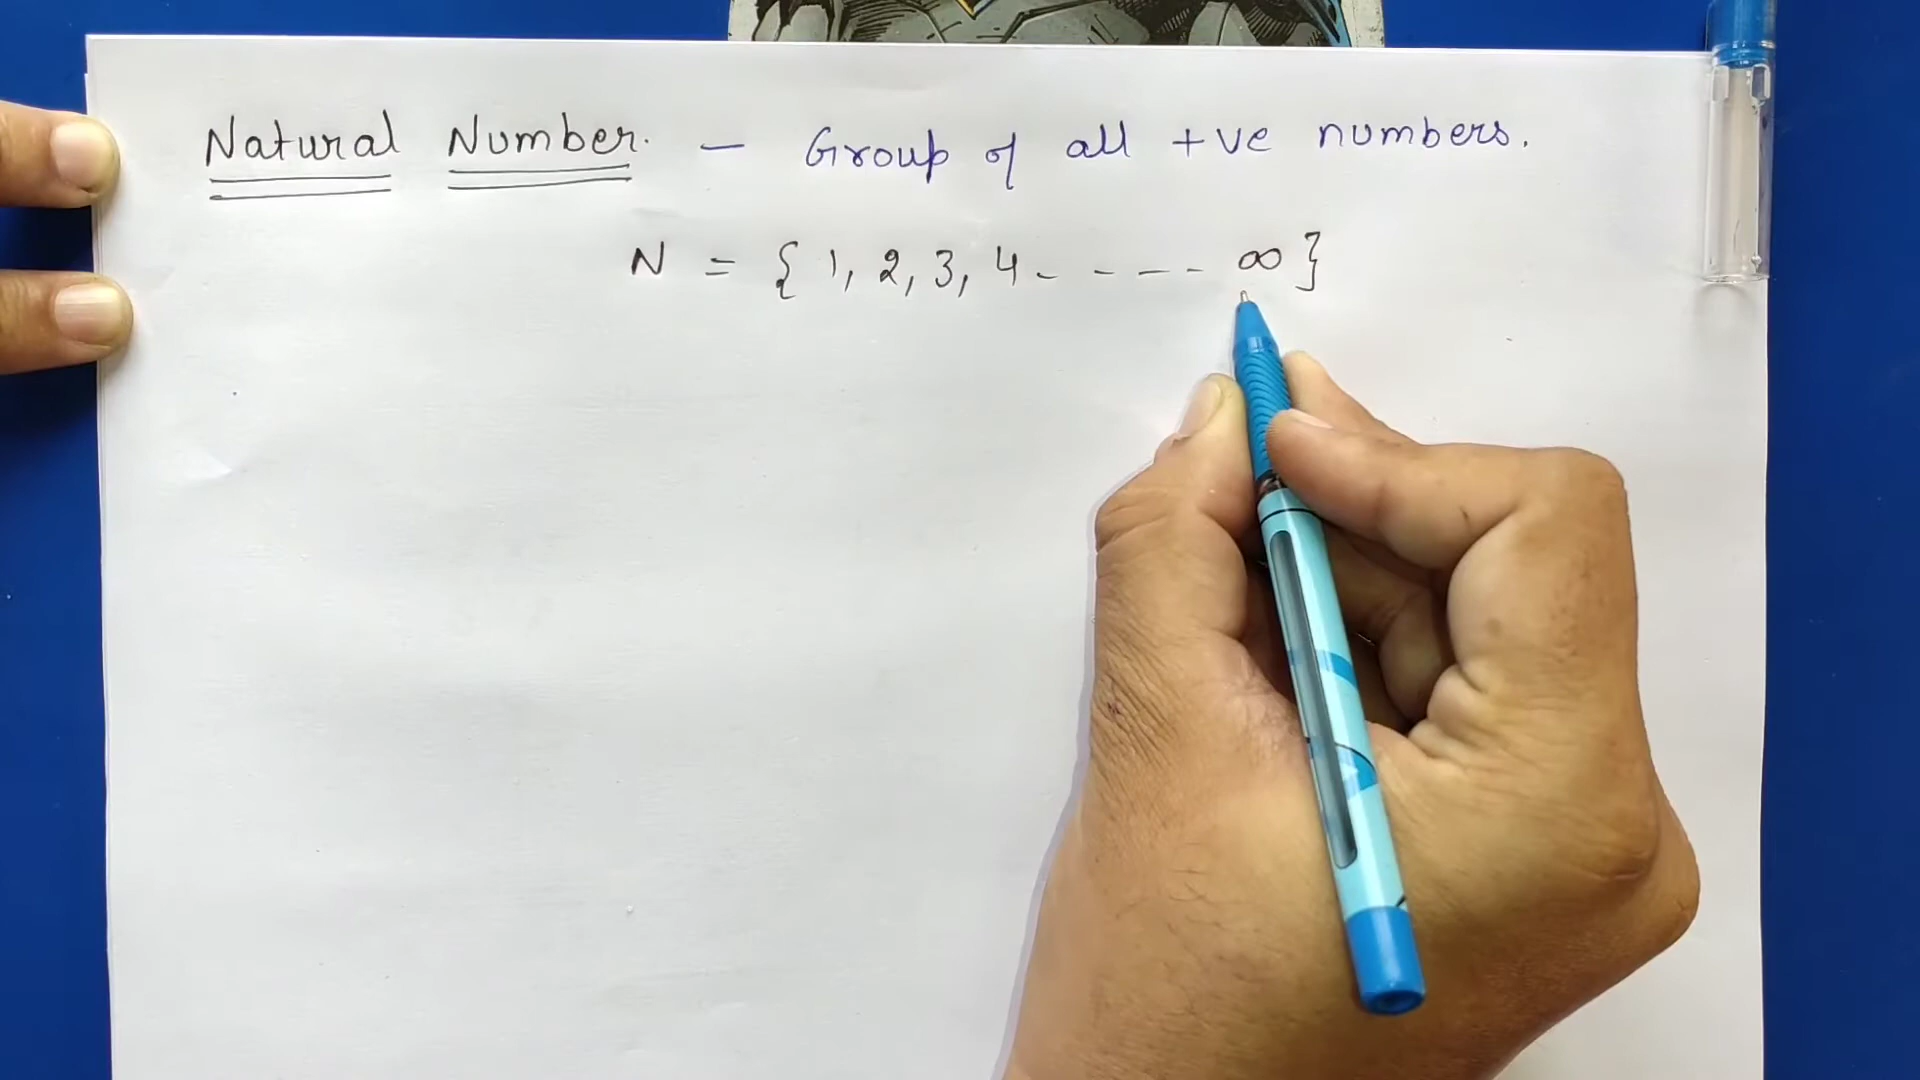 Natural Number. - Group of all +ve numbers.
N = { 1, 2, 3, 4 - - - - - ∞ }